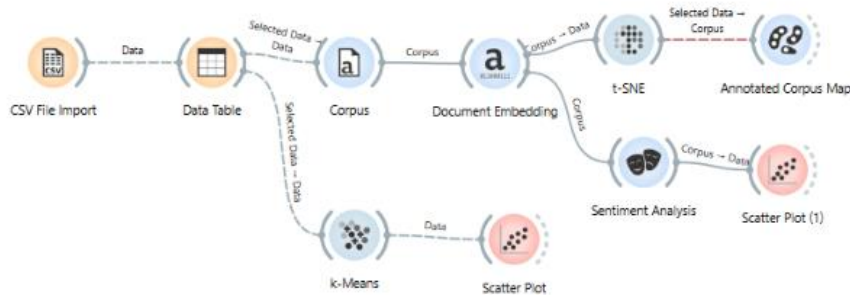 Data
Selected Data → Data
Corpus
Corpus → Data
Selected Data → Corpus
CSV
a
a
CSV File Import
Data Table
Corpus
Document Embedding
t-SNE
Annotated Corpus Map
Selected Data → Data
Corpus
Corpus → Data
Sentiment Analysis
Scatter Plot (1)
Data
k-Means
Scatter Plot